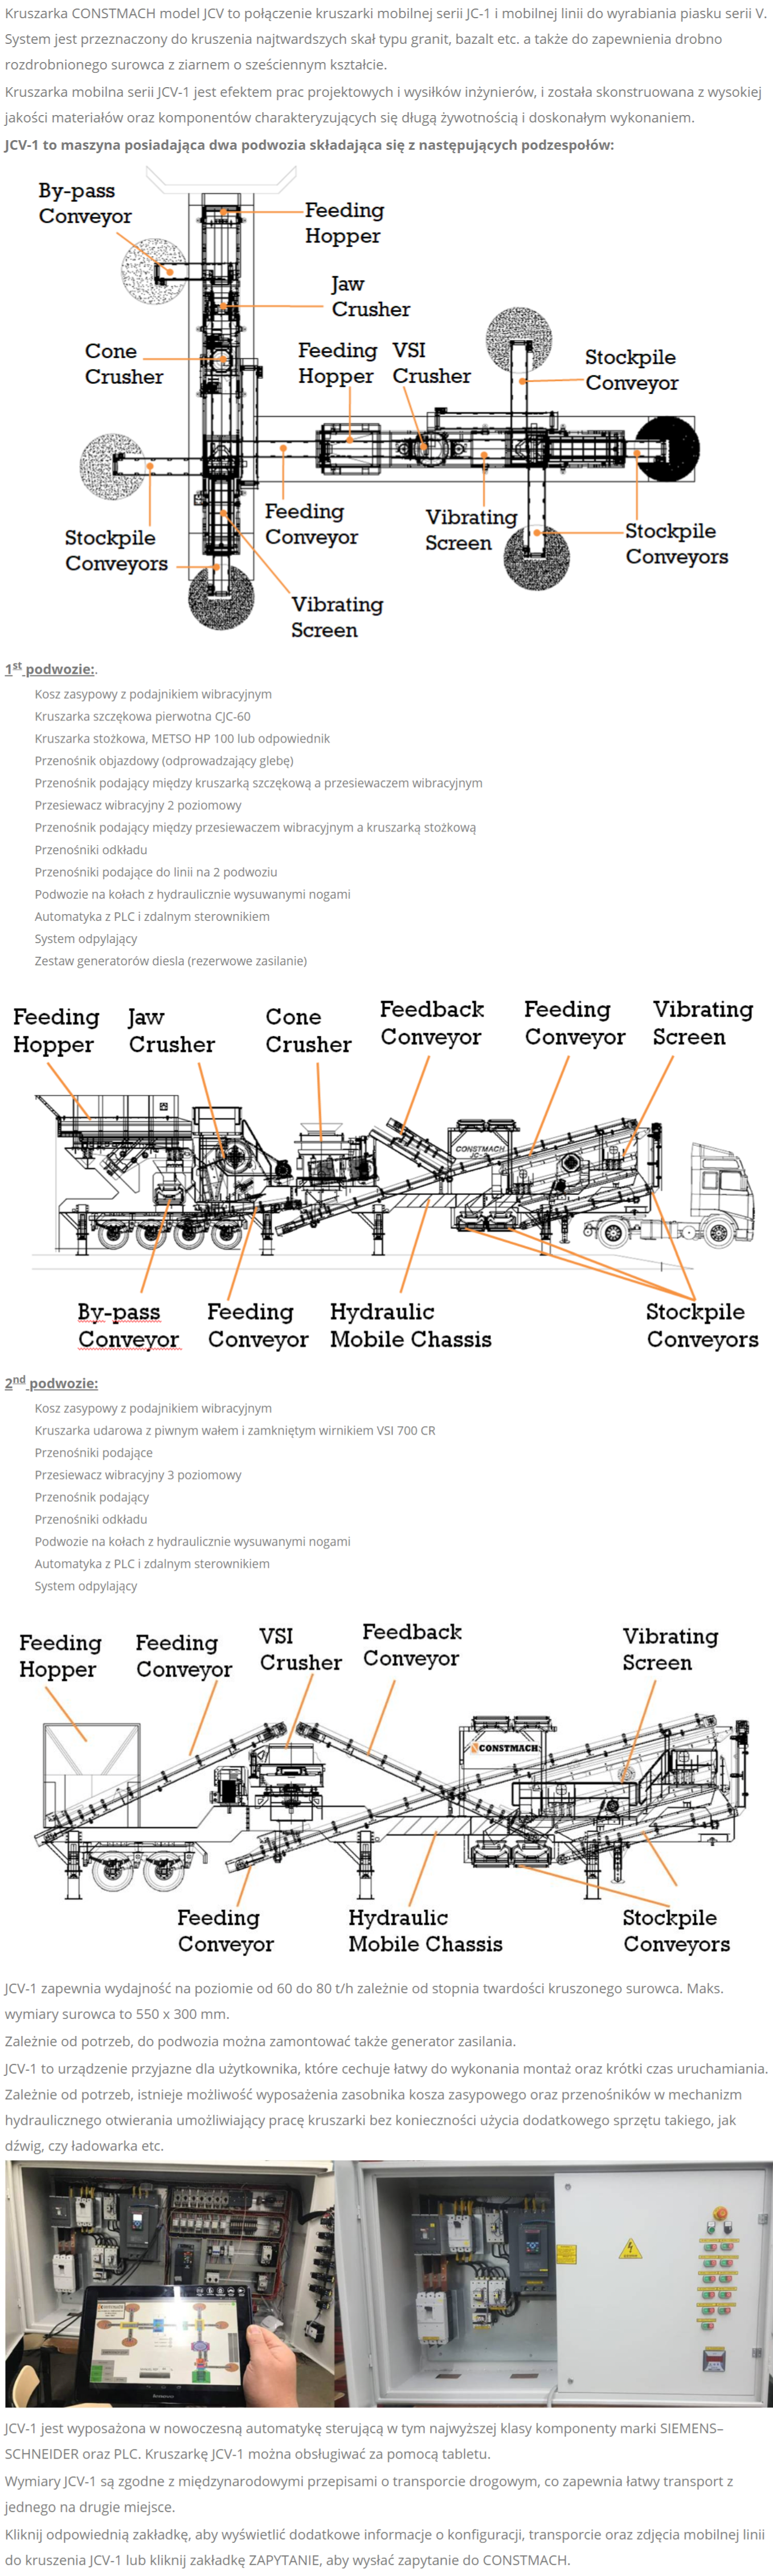 Kruszarka CONSTMACH model JCV to połączenie kruszarki mobilnej serii JC-1 i mobilnej linii do wyrabiania piasku serii V.
System jest przeznaczony do kruszenia najtwardszych skał typu granit, bazalt etc. a także do zapewnienia drobno
rozdrobnionego surowca z ziarnem o sześciennym kształcie.
Kruszarka mobilna serii JCV-1 jest efektem prac projektowych i wysiłków inżynierów, i została skonstruowana z wysokiej
jakości materiałów oraz komponentów charakteryzujących się długą żywotnością i doskonałym wykonaniem.
JCV-1 to maszyna posiadająca dwa podwozia składająca się z następujących podzespołów:
By-pass
Conveyor
Feeding
Hopper
Jaw
Crusher
Cone
Crusher
Feeding
Hopper
VSI
Crusher
Stockpile
Conveyor
Stockpile
Conveyors
Feeding
Conveyor
Vibrating
Screen
Stockpile
Conveyors
Vibrating
Screen
1st podwozie:.
Kosz zasypowy z podajnikiem wibracyjnym
Kruszarka szczękowa pierwotna CJC-60
Kruszarka stożkowa, METSO HP 100 lub odpowiednik
Przenośnik objazdowy (odprowadzający glebę)
Przenośnik podający między kruszarką szczękową a przesiewaczem wibracyjnym
Przesiewacz wibracyjny 2 poziomowy
Przenośnik podający między przesiewaczem wibracyjnym a kruszarką stożkową
Przenośniki odkładu
Przenośniki podające do linii na 2 podwoziu
Podwozie na kołach z hydraulicznie wysuwanymi nogami
Automatyka z PLC i zdalnym sterownikiem
System odpylający
Zestaw generatorów diesla (rezerwowe zasilanie)
Feeding
Hopper
Jaw
Crusher
Cone
Crusher
Feedback
Conveyor
Feeding
Conveyor
Vibrating
Screen
CONSTMACH
By-pass
Conveyor
Feeding
Conveyor
Hydraulic
Mobile Chassis
Stockpile
Conveyors
2nd podwozie:
Kosz zasypowy z podajnikiem wibracyjnym
Kruszarka udarowa z piwnym wałem i zamkniętym wirnikiem VSI 700 CR
Przenośniki podające
Przesiewacz wibracyjny 3 poziomowy
Przenośnik podający
Przenośniki odkładu
Podwozie na kołach z hydraulicznie wysuwanymi nogami
Automatyka z PLC i zdalnym sterownikiem
System odpylający
Feeding
Hopper
Feeding
Conveyor
VSI
Crusher
Feedback
Conveyor
Vibrating
Screen
CONSTMACH
Feeding
Conveyor
Hydraulic
Mobile Chassis
Stockpile
Conveyors
JCV-1 zapewnia wydajność na poziomie od 60 do 80 t/h zależnie od stopnia twardości kruszonego surowca. Maks.
wymiary surowca to 550 x 300 mm.
Zależnie od potrzeb, do podwozia można zamontować także generator zasilania.
JCV-1 to urządzenie przyjazne dla użytkownika, które cechuje łatwy do wykonania montaż oraz krótki czas uruchamiania.
Zależnie od potrzeb, istnieje możliwość wyposażenia zasobnika kosza zasypowego oraz przenośników w mechanizm
hydraulicznego otwierania umożliwiający pracę kruszarki bez konieczności użycia dodatkowego sprzętu takiego, jak
dźwig, czy ładowarka etc.
JCV-1 jest wyposażona w nowoczesną automatykę sterującą w tym najwyższej klasy komponenty marki SIEMENS–
SCHNEIDER oraz PLC. Kruszarkę JCV-1 można obsługiwać za pomocą tabletu.
Wymiary JCV-1 są zgodne z międzynarodowymi przepisami o transporcie drogowym, co zapewnia łatwy transport z
jednego na drugie miejsce.
Kliknij odpowiednią zakładkę, aby wyświetlić dodatkowe informacje o konfiguracji, transporcie oraz zdjęcia mobilnej linii
do kruszenia JCV-1 lub kliknij zakładkę ZAPYTANIE, aby wysłać zapytanie do CONSTMACH.